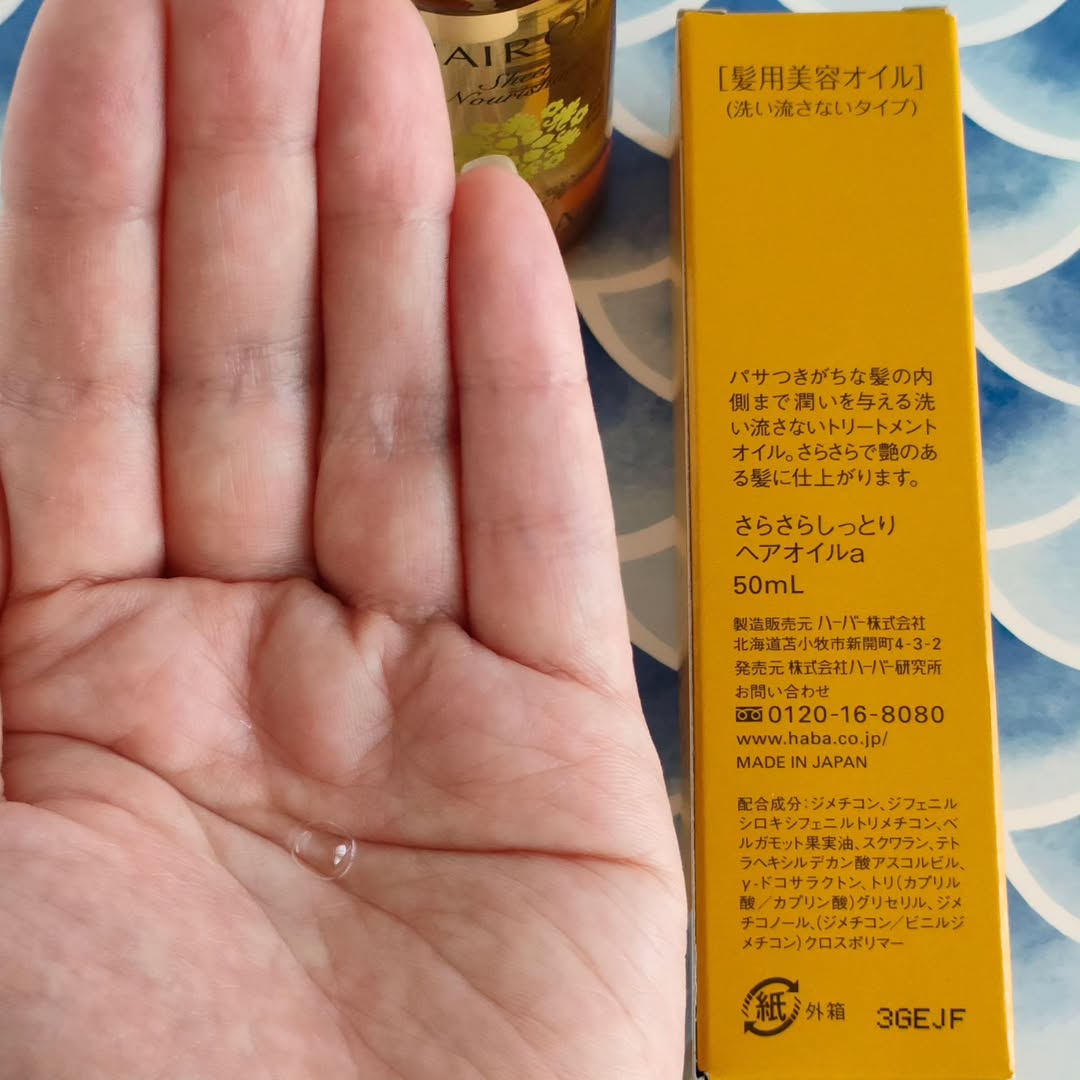 [髪用美容オイル]
(洗い流さないタイプ)
パサつきがちな髪の内
側まで潤いを与える洗
い流さないトリートメント
オイル。さらさらで艶のあ
る髪に仕上がります。
さらさらしっとり
ヘアオイルa
50mL
製造販売元 ハーバー株式会社
北海道苫小牧市新開町4-3-2
発売元 株式会社ハーバー研究所
お問い合わせ
0120-16-8080
www.haba.co.jp/
MADE IN JAPAN
配合成分:ジメチコン、ジフェニル
シロキシフェニルトリメチコン、ベ
ルガモット果実油、スクワラン、テト
ラヘキシルデカン酸アスコルビル、
γ-ドコサラクトン、トリ(カプリル
酸/カプリン酸)グリセリル、ジメ
チコノール、(ジメチコン/ビニルジ
メチコン)クロスポリマー
紙 外箱
3GEJF